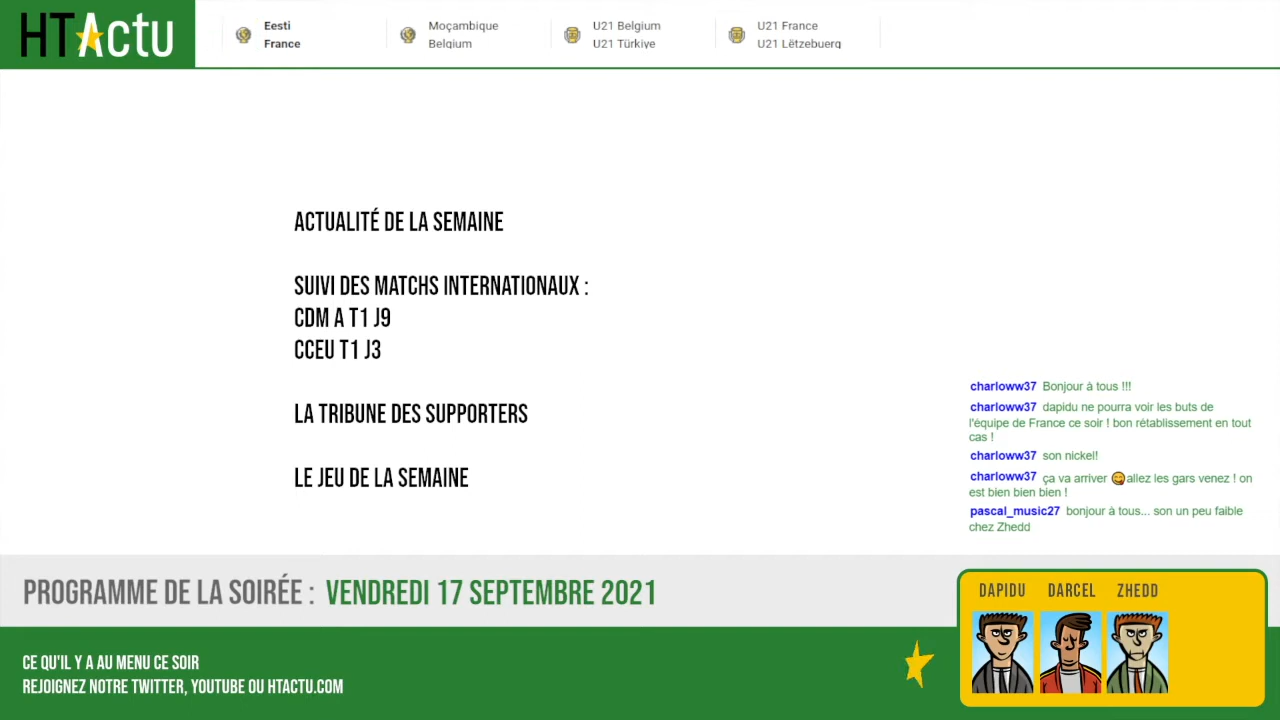 HTActu
Eesti
France
Moçambique
Belgium
U21 Belgium
U21 Türkiye
U21 France
U21 Lëtzebuerg
ACTUALITÉ DE LA SEMAINE
SUIVI DES MATCHS INTERNATIONAUX :
CDM A T1 J9
CCEU T1 J3
LA TRIBUNE DES SUPPORTERS
LE JEU DE LA SEMAINE
charloww37 Bonjour à tous !!!
charloww37 dapidu ne pourra voir les buts de
l'équipe de France ce soir ! bon rétablissement en tout
cas !
charloww37 son nickel!
charloww37 ça va arriver 😋allez les gars venez ! on
est bien bien bien !
pascal_music27 bonjour à tous... son un peu faible
chez Zhedd
PROGRAMME DE LA SOIRÉE : VENDREDI 17 SEPTEMBRE 2021
DAPIDU DARCEL ZHEDD
CE QU'IL Y A AU MENU CE SOIR
REJOIGNEZ NOTRE TWITTER, YOUTUBE OU HTACTU.COM